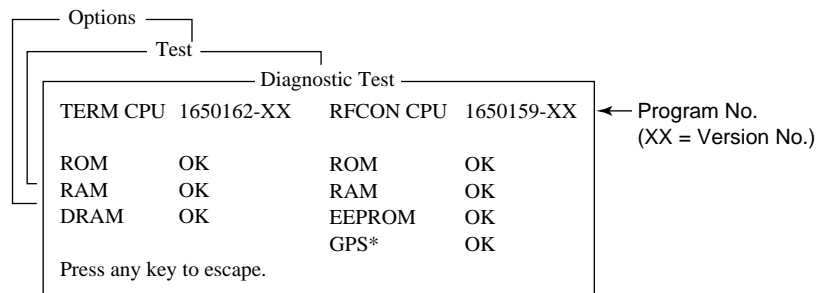 Options
Test
Diagnostic Test
TERM CPU 1650162-XX RFCON CPU 1650159-XX
Program No.
(XX = Version No.)
ROM OK ROM OK
RAM OK RAM OK
DRAM OK EEPROM OK
GPS* OK
Press any key to escape.